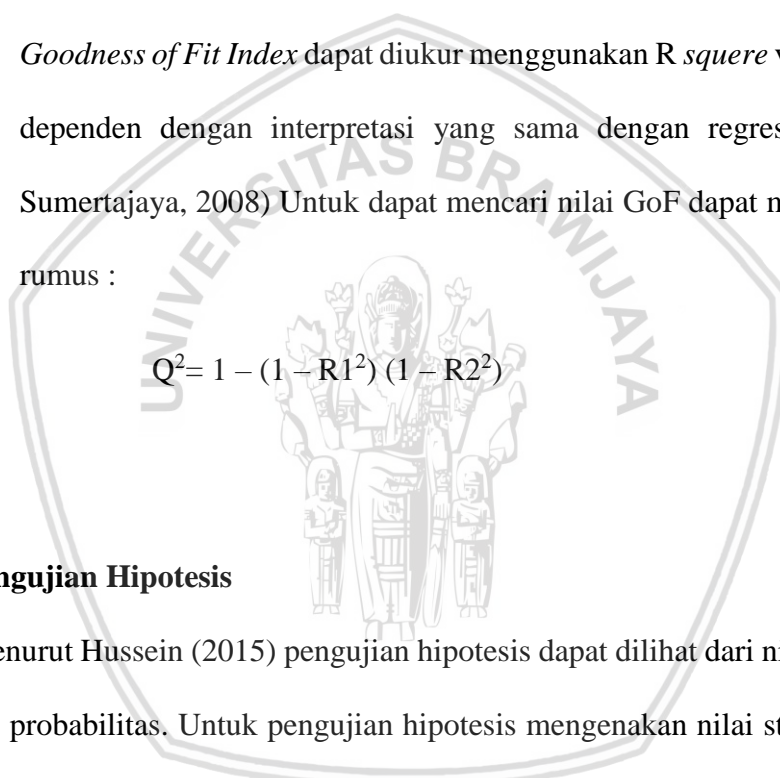 Goodness of Fit Index dapat diukur menggunakan R squere
dependen dengan interpretasi yang sama dengan regres
Sumertajaya, 2008) Untuk dapat mencari nilai GoF dapat m
rumus :
Q²= 1 – (1 – R1²) (1 – R2²)
ngujian Hipotesis
enurut Hussein (2015) pengujian hipotesis dapat dilihat dari ni
probabilitas. Untuk pengujian hipotesis mengenakan nilai st
UNIVERSITAS BRAWIJAYA